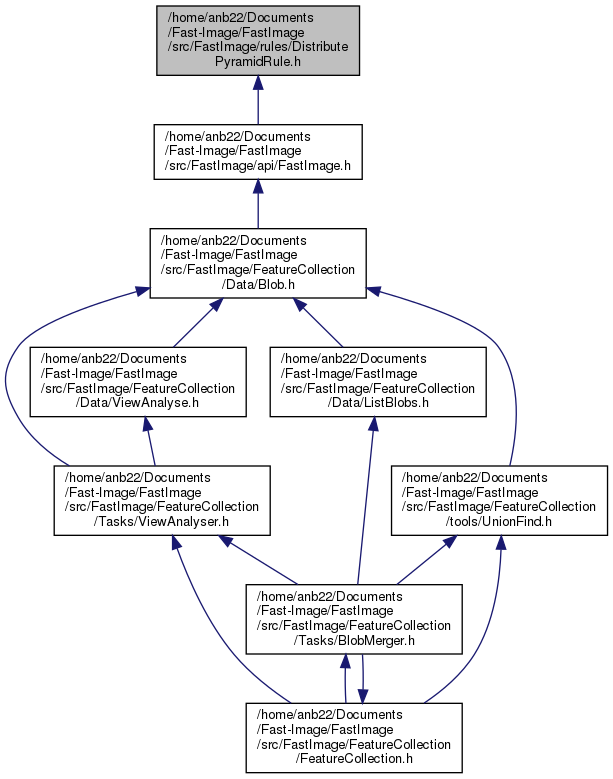 /home/anb22/Documents
/Fast-Image/FastImage
/src/FastImage/rules/Distribute
PyramidRule.h
/home/anb22/Documents
/Fast-Image/FastImage
/src/FastImage/api/FastImage.h
/home/anb22/Documents
/Fast-Image/FastImage
/src/FastImage/FeatureCollection
/Data/Blob.h
/home/anb22/Documents
/Fast-Image/FastImage
/src/FastImage/FeatureCollection
/Data/ViewAnalyse.h
/home/anb22/Documents
/Fast-Image/FastImage
/src/FastImage/FeatureCollection
/Data/ListBlobs.h
/home/anb22/Documents
/Fast-Image/FastImage
/src/FastImage/FeatureCollection
/Tasks/ViewAnalyser.h
/home/anb22/Documents
/Fast-Image/FastImage
/src/FastImage/FeatureCollection
/tools/UnionFind.h
/home/anb22/Documents
/Fast-Image/FastImage
/src/FastImage/FeatureCollection
/Tasks/BlobMerger.h
/home/anb22/Documents
/Fast-Image/FastImage
/src/FastImage/FeatureCollection
/FeatureCollection.h